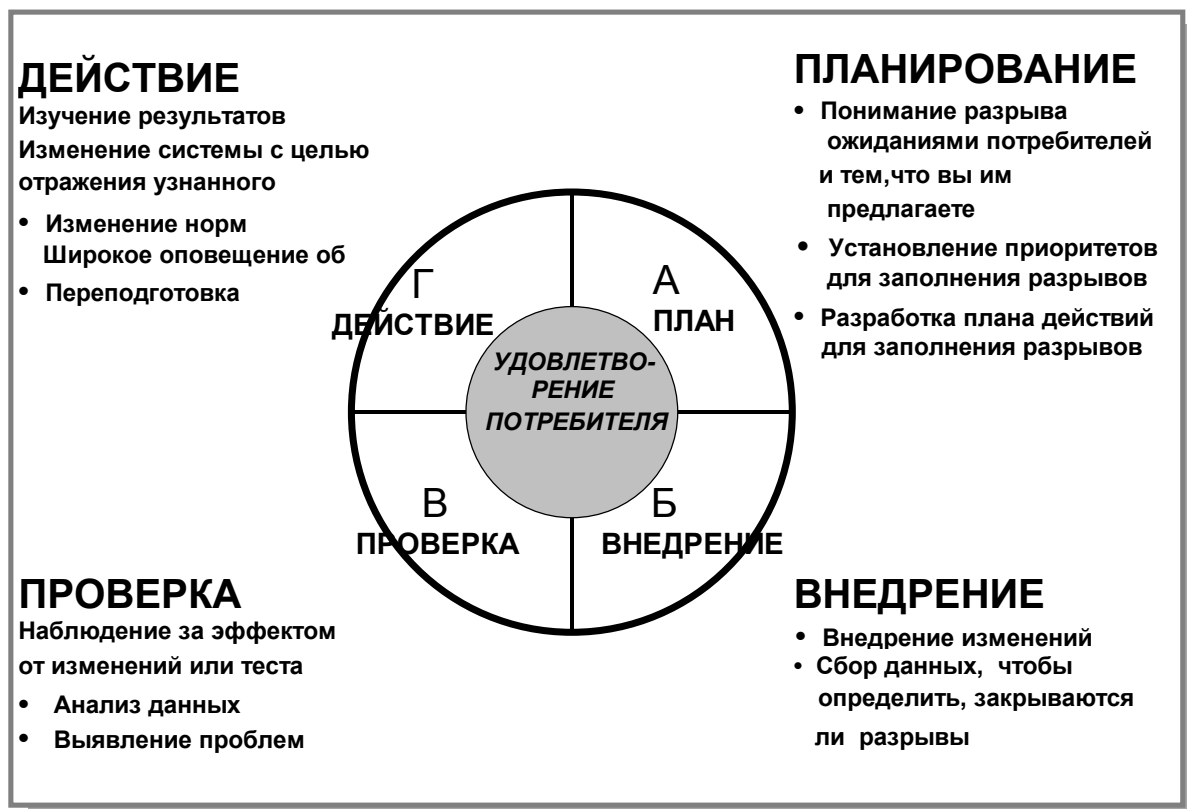 ДЕЙСТВИЕ
Изучение результатов
Изменение системы с целью
отражения узнанного
• Изменение норм
Широкое оповещение об
• Переподготовка
ПЛАНИРОВАНИЕ
• Понимание разрыва
ожиданиями потребителей
и тем,что вы им
предлагаете
• Установление приоритетов
для заполнения разрывов
• Разработка плана действий
для заполнения разрывов
Г
ДЕЙСТВИЕ
А
ПЛАН
УДОВЛЕТВО-
РЕНИЕ
ПОТРЕБИТЕЛЯ
В
ПРОВЕРКА
Б
ВНЕДРЕНИЕ
ПРОВЕРКА
Наблюдение за эффектом
от изменений или теста
• Анализ данных
• Выявление проблем
ВНЕДРЕНИЕ
• Внедрение изменений
• Сбор данных, чтобы
определить, закрываются
ли разрывы